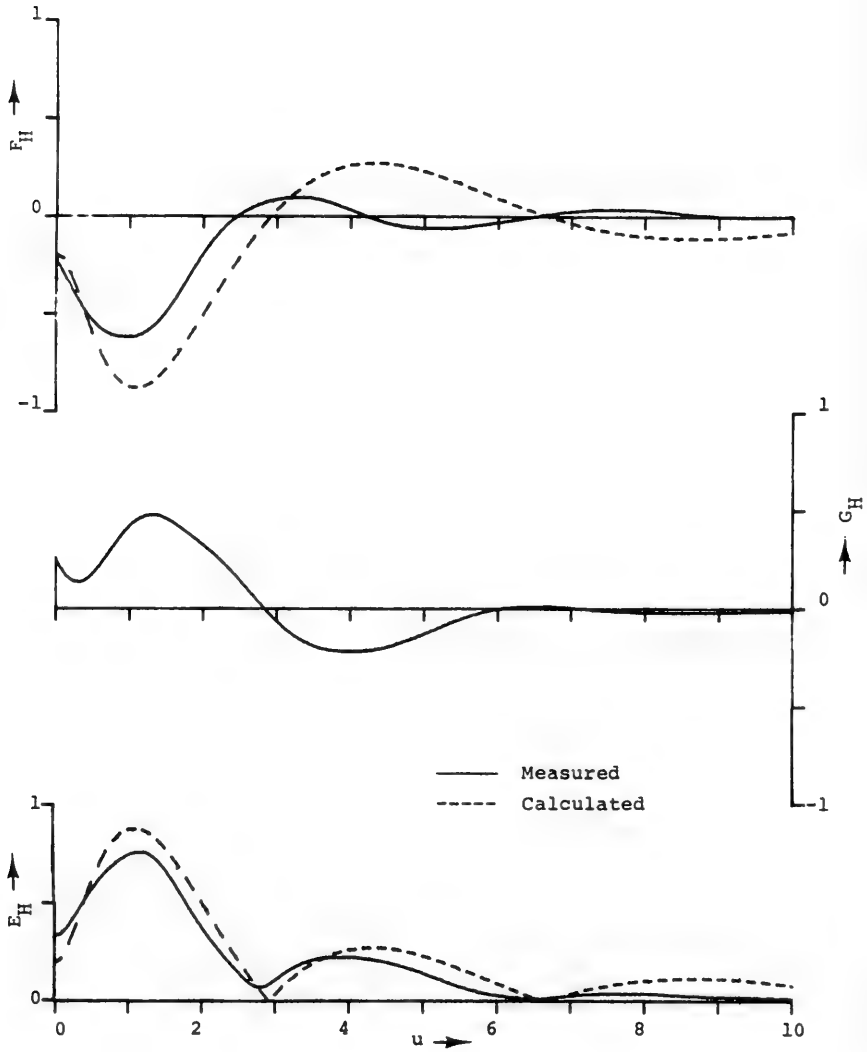 1
F_H →
0
-1
1
G_H →
0
-1
Measured
Calculated
1
E_H →
0
0 2 4 6 8 10
u →